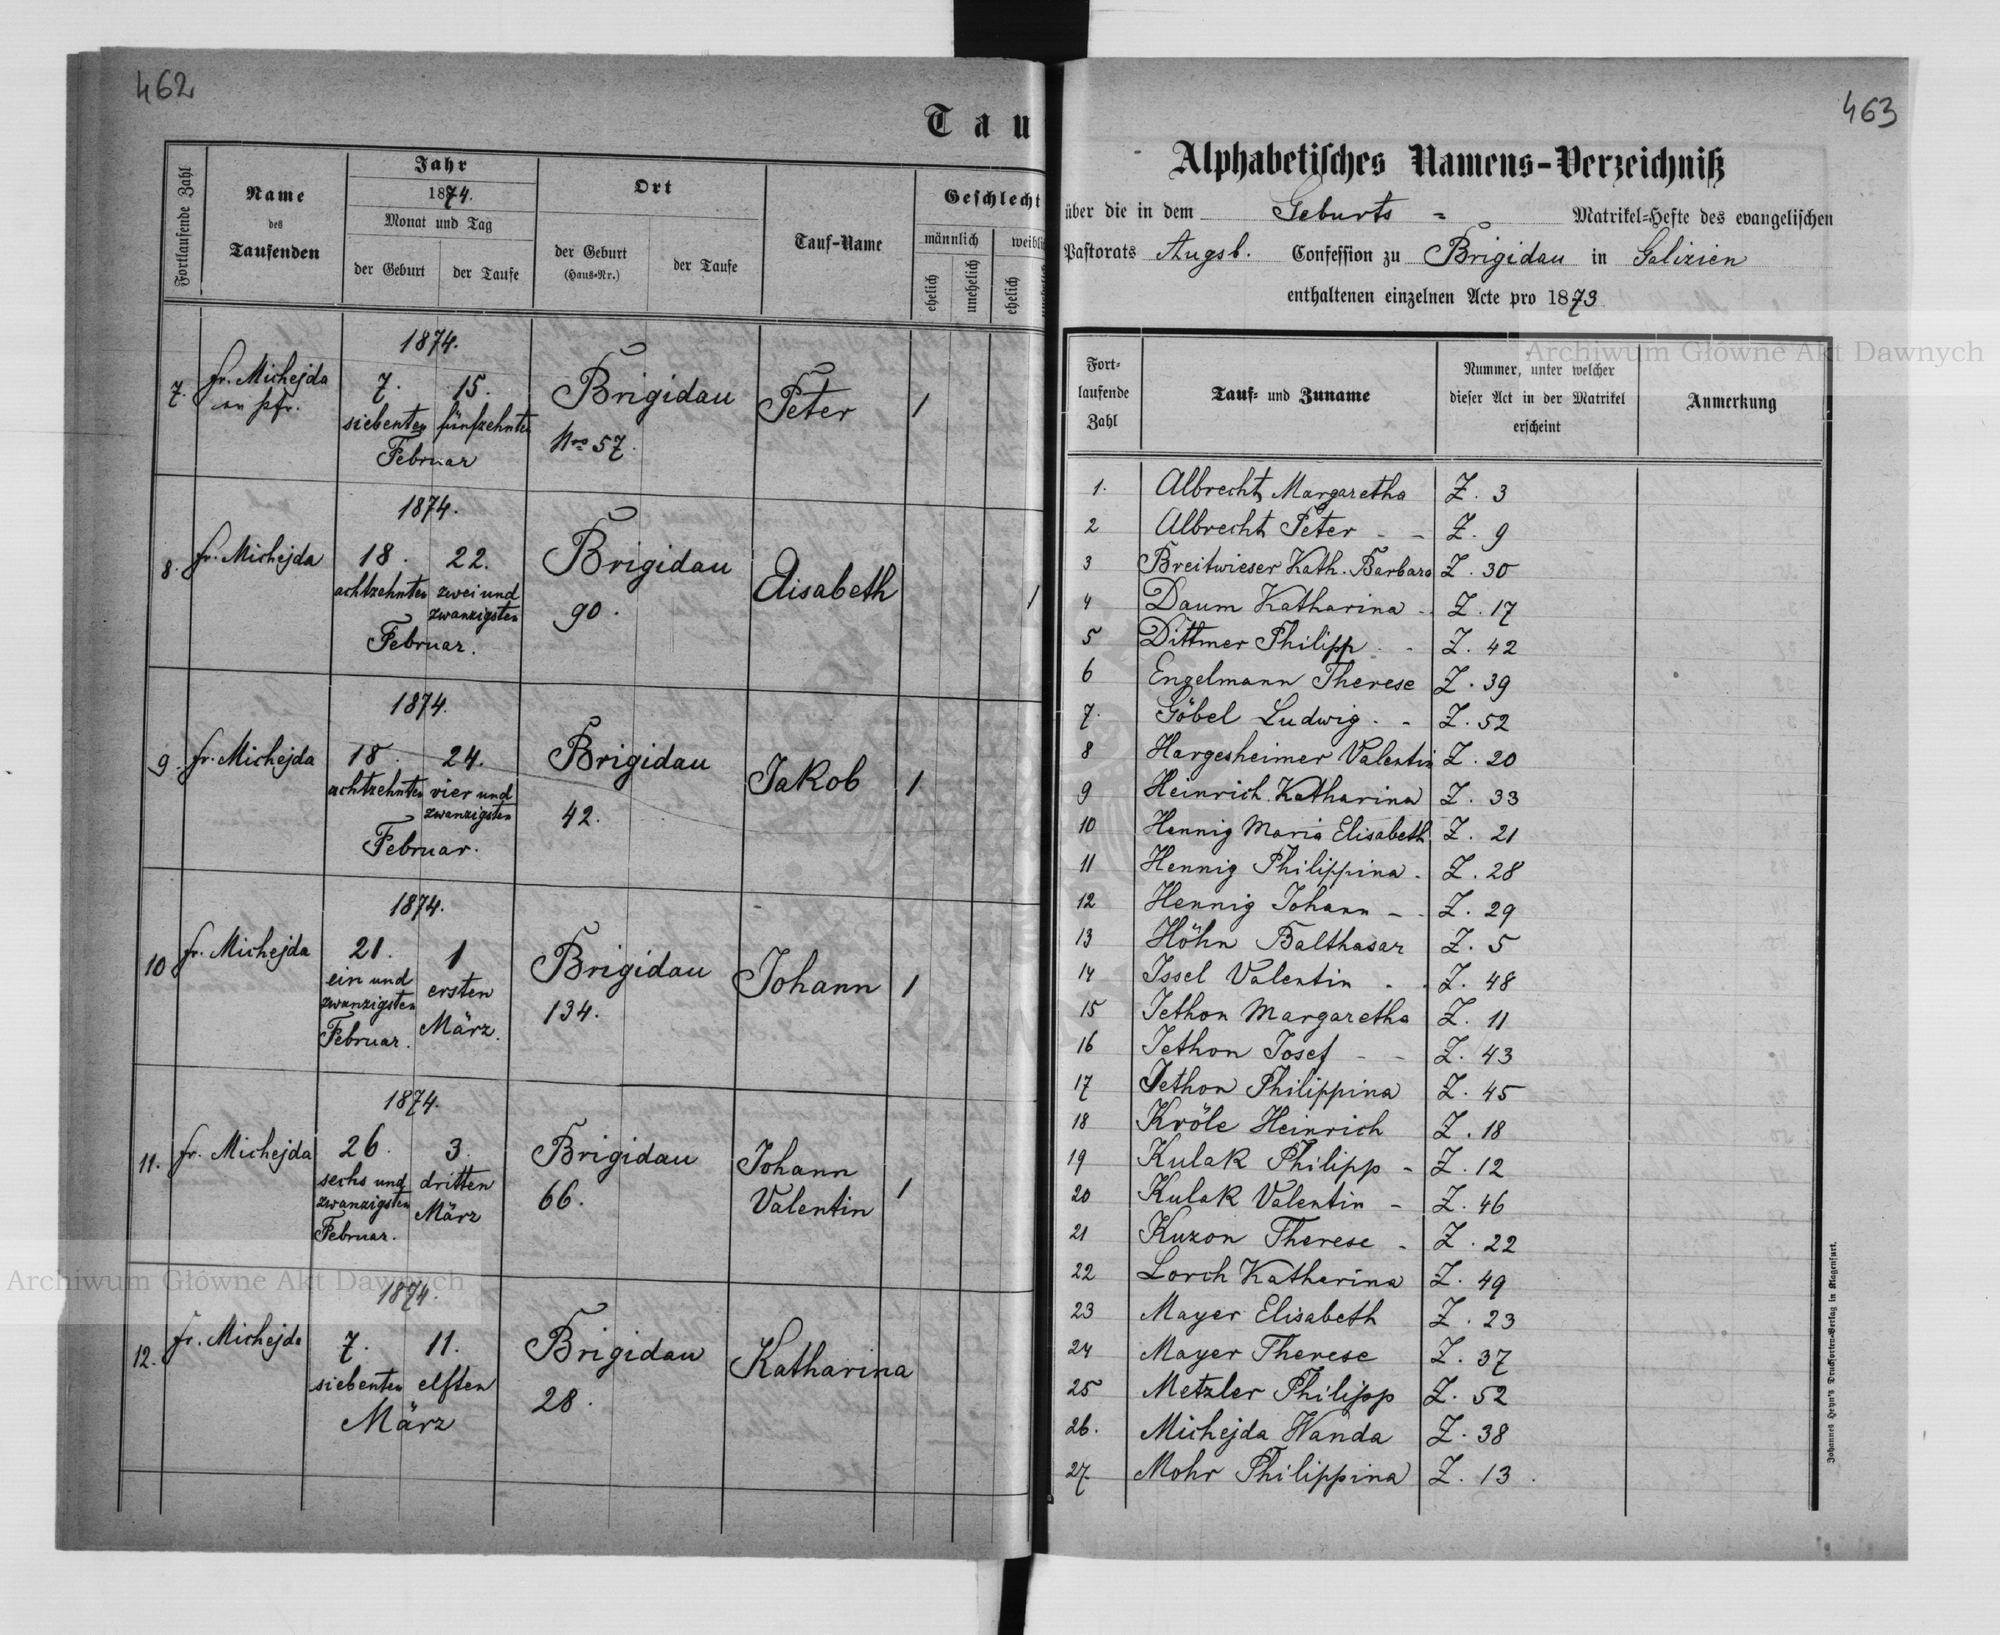 462
Tau
Fortlaufende Zahl
Name
des
Taufenden
Jahr
1874.
Monat und Tag
der Geburt
der Taufe
Ort
der Geburt
(Haus-Nr.)
der Taufe
Tauf-Name
Geschlecht
männlich
weibli
ehelich
unehelich
ehelich
7. fr. Michejda
1874.
7. 15.
siebenten fünfzehnten
Februar
Brigidau
Nro 57.
Peter 1
8. fr. Michejda
1874.
18. 22.
achtzehnten zwei und
zwanzigsten
Februar.
Brigidau
90.
Elisabeth 1
9. fr. Michejda
1874.
18. 24.
achtzehnten vier und
zwanzigsten
Februar.
Brigidau
42.
Jakob 1
10 fr. Michejda
1874.
21. 1
ein und ersten
zwanzigsten
Februar. März.
Brigidau
134.
Johann 1
11. fr. Michejda
1874.
26. 3.
sechs und dritten
zwanzigsten März
Februar.
Brigidau
66.
Johann
Valentin 1
12. fr. Michejda
1874.
7. 11.
siebenten elften
März
Brigidau
28.
Katharina
463
Alphabetisches Namens-Verzeichniß
über die in dem Geburts = Matrikel-Hefte des evangelischen
Pastorats Augsb. Confession zu Brigidau in Galizien
enthaltenen einzelnen Acte pro 1873
Fort-
laufende
Zahl
Tauf- und Zuname
Nummer, unter welcher
dieser Act in der Matrikel
erscheint
Anmerkung
1. Albrecht Margaretha Z. 3
2 Albrecht Peter - - Z. 9
3 Breitwieser Kath. Barbara Z. 30
4 Daum Katharina - Z. 17
5 Dittmer Philipp - - Z. 42
6 Engelmann Therese Z. 39
7. Göbel Ludwig. - Z. 52
8 Hargesheimer Valentin Z. 20
9 Heinrich Katharina Z. 33
10 Hennig Maria Elisabeth Z. 21
11 Hennig Philippina. Z. 28
12 Hennig Johann - - Z. 29
13 Höhn Balthasar Z. 5
14 Issel Valentin - - Z. 48
15 Jethon Margaretha Z. 11
16 Jethon Josef - - Z. 43
17 Jethon Philippina Z. 45
18 Kröle Heinrich Z. 18
19 Kulak Philipp - Z. 12
20 Kulak Valentin - Z. 46
21 Kuzon Therese - Z. 22
22 Lorch Katharina Z. 49
23 Mayer Elisabeth Z. 23
24 Mayer Therese Z. 37
25 Metzler Philipp Z. 52
26. Michejda Wanda Z. 38
27 Mohr Philippina Z. 13.
Johannes Heyn's Drucksorten-Verlag in Klagenfurt.
Archiwum Główne Akt Dawnych
Archiwum Główne Akt Dawnych